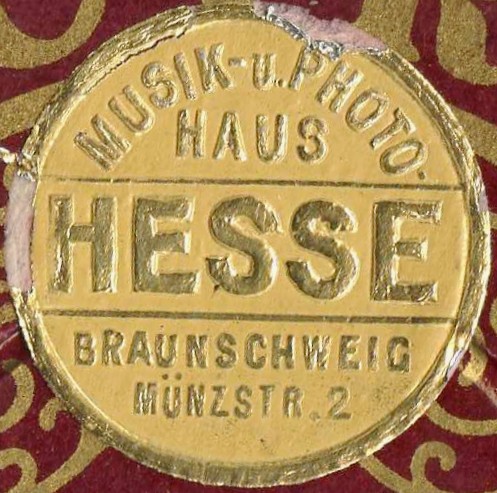 MUSIK- u. PHOTO-
HAUS
HESSE
BRAUNSCHWEIG
MÜNZSTR. 2